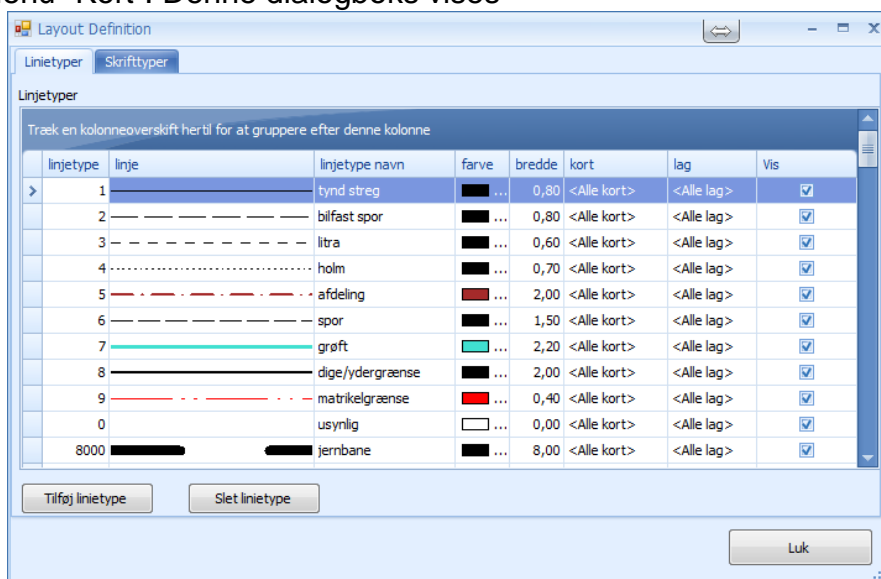 ond "Kort". Denne dialogboks vises
Layout Definition
Linietyper Skrifttyper
Linjetyper
Træk en kolonneoverskift hertil for at gruppere efter denne kolonne
linjetype linje linjetype navn farve bredde kort lag Vis
1 tynd streg ... 0,80 <Alle kort> <Alle lag>
2 bilfast spor ... 0,80 <Alle kort> <Alle lag>
3 litra ... 0,60 <Alle kort> <Alle lag>
4 holm ... 0,70 <Alle kort> <Alle lag>
5 afdeling ... 2,00 <Alle kort> <Alle lag>
6 spor ... 1,50 <Alle kort> <Alle lag>
7 grøft ... 2,20 <Alle kort> <Alle lag>
8 dige/ydergrænse ... 2,00 <Alle kort> <Alle lag>
9 matrikelgrænse ... 0,40 <Alle kort> <Alle lag>
0 usynlig ... 0,00 <Alle kort> <Alle lag>
8000 jernbane ... 8,00 <Alle kort> <Alle lag>
Tilføj linietype Slet linietype
Luk